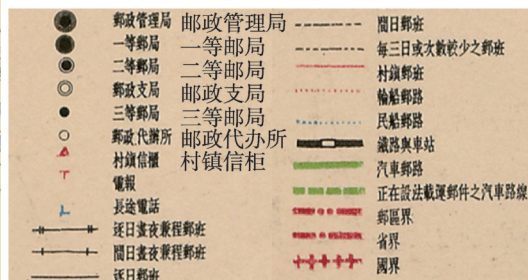 郵政管理局 邮政管理局
一等郵局 一等邮局
二等郵局 二等邮局
郵政支局 邮政支局
三等郵局 三等邮局
郵政代辦所 邮政代办所
村鎮信櫃 村镇信柜
電報
長途電話
逐日晝夜兼程郵班
間日晝夜兼程郵班
逐日郵班
間日郵班
每三日或次數較少之郵班
村鎮郵班
輪船郵路
民船郵路
鐵路與車站
汽車郵路
正在設法載運郵件之汽車路線
郵區界
省界
國界